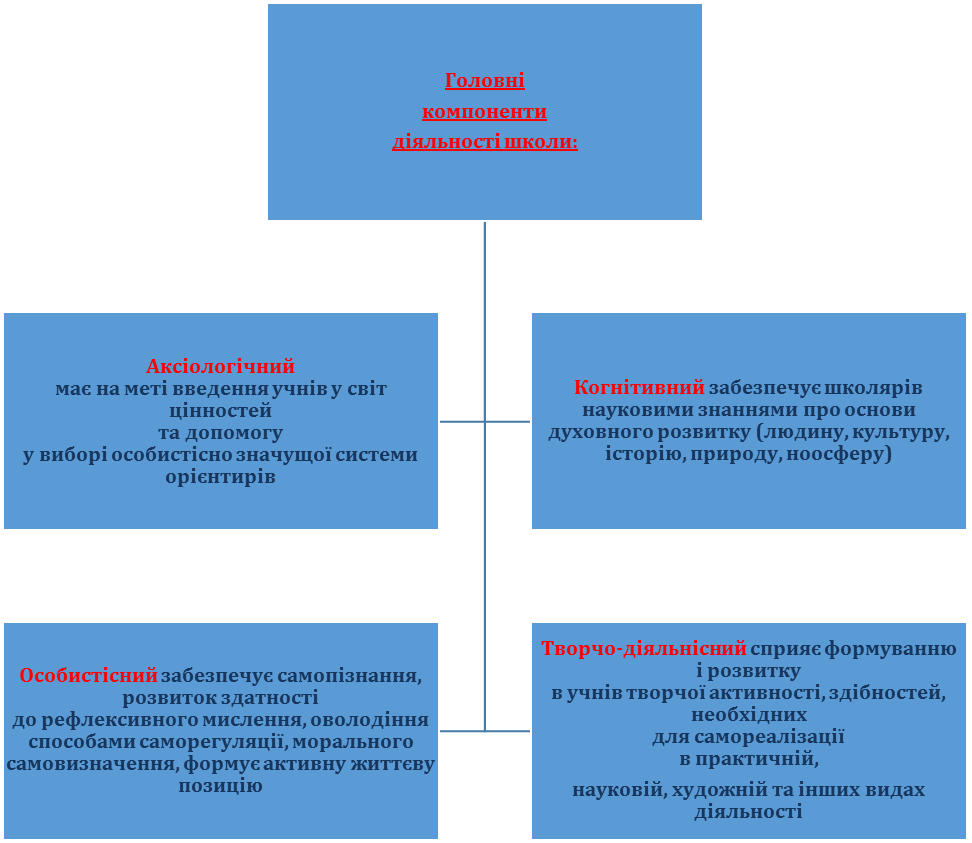 Головні
компоненти
діяльності школи:
Аксіологічний
має на меті введення учнів у світ
цінностей
та допомогу
у виборі особистісно значущої системи
орієнтирів
Когнітивний забезпечує школярів
науковими знаннями про основи
духовного розвитку (людину, культуру,
історію, природу, ноосферу)
Особистісний забезпечує самопізнання,
розвиток здатності
до рефлексивного мислення, оволодіння
способами саморегуляції, морального
самовизначення, формує активну життєву
позицію
Творчо-діяльнісний сприяє формуванню
і розвитку
в учнів творчої активності, здібностей,
необхідних
для самореалізації
в практичній,
науковій, художній та інших видах
діяльності